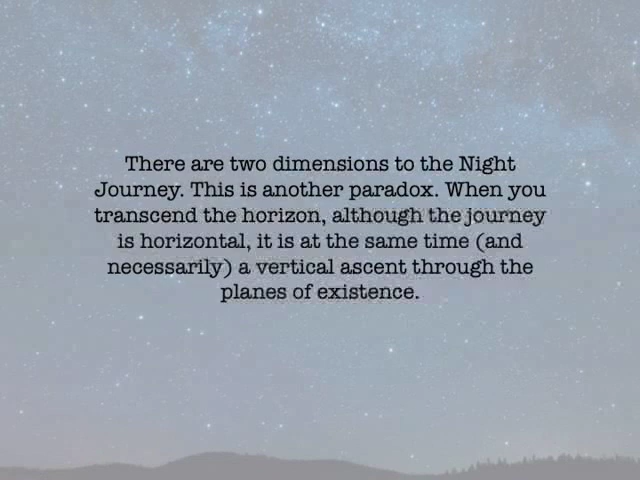 There are two dimensions to the Night
Journey. This is another paradox. When you
transcend the horizon, although the journey
is horizontal, it is at the same time (and
necessarily) a vertical ascent through the
planes of existence.